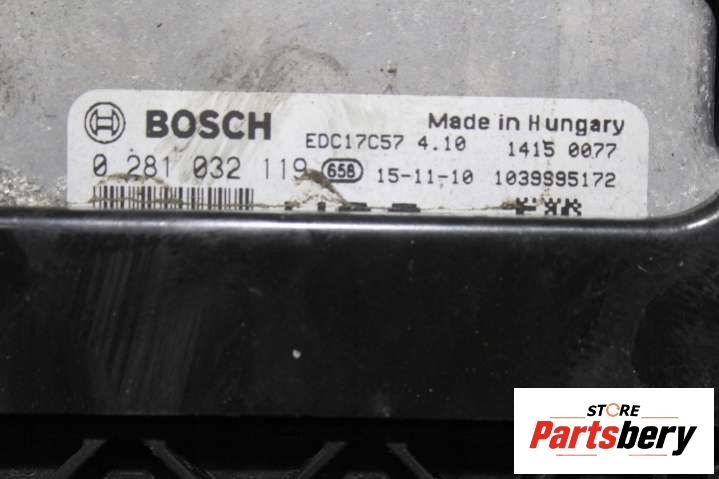 BOSCH
Made in Hungary
EDC17C57 4.10 1415 0077
0 281 032 119 658 15-11-10 1039S95172
STORE
Partsbery